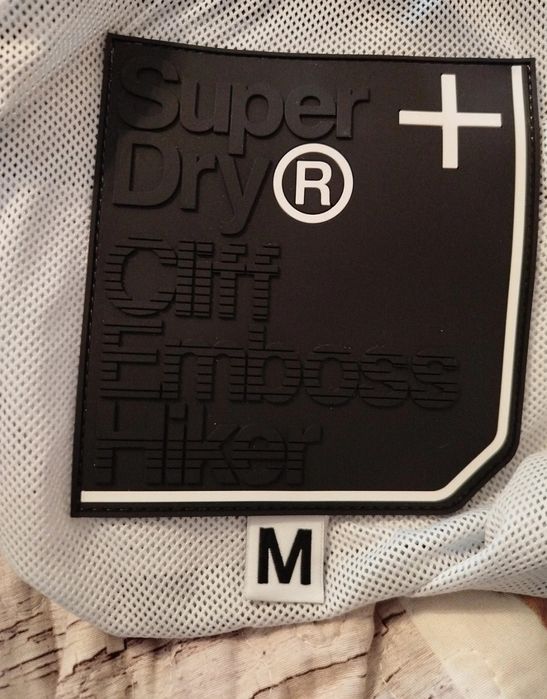 Super
Dry®
Cliff
Emboss
Hiker
M